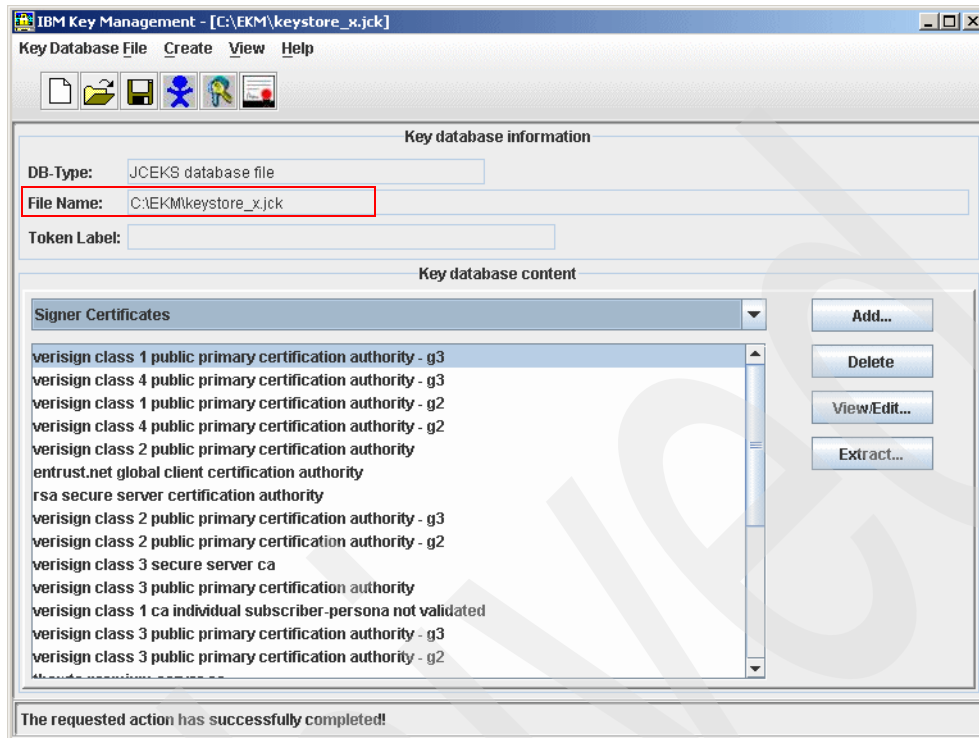 IBM Key Management - [C:\EKM\keystore_x.jck]
Key Database File Create View Help
Key database information
DB-Type: JCEKS database file
File Name: C:\EKM\keystore_x.jck
Token Label:
Key database content
Signer Certificates
Add...
verisign class 1 public primary certification authority - g3
Delete
verisign class 4 public primary certification authority - g3
verisign class 1 public primary certification authority - g2
View/Edit...
verisign class 4 public primary certification authority - g2
verisign class 2 public primary certification authority
Extract...
entrust.net global client certification authority
rsa secure server certification authority
verisign class 2 public primary certification authority - g3
verisign class 2 public primary certification authority - g2
verisign class 3 secure server ca
verisign class 3 public primary certification authority
verisign class 1 ca individual subscriber-persona not validated
verisign class 3 public primary certification authority - g3
verisign class 3 public primary certification authority - g2
The requested action has successfully completed!